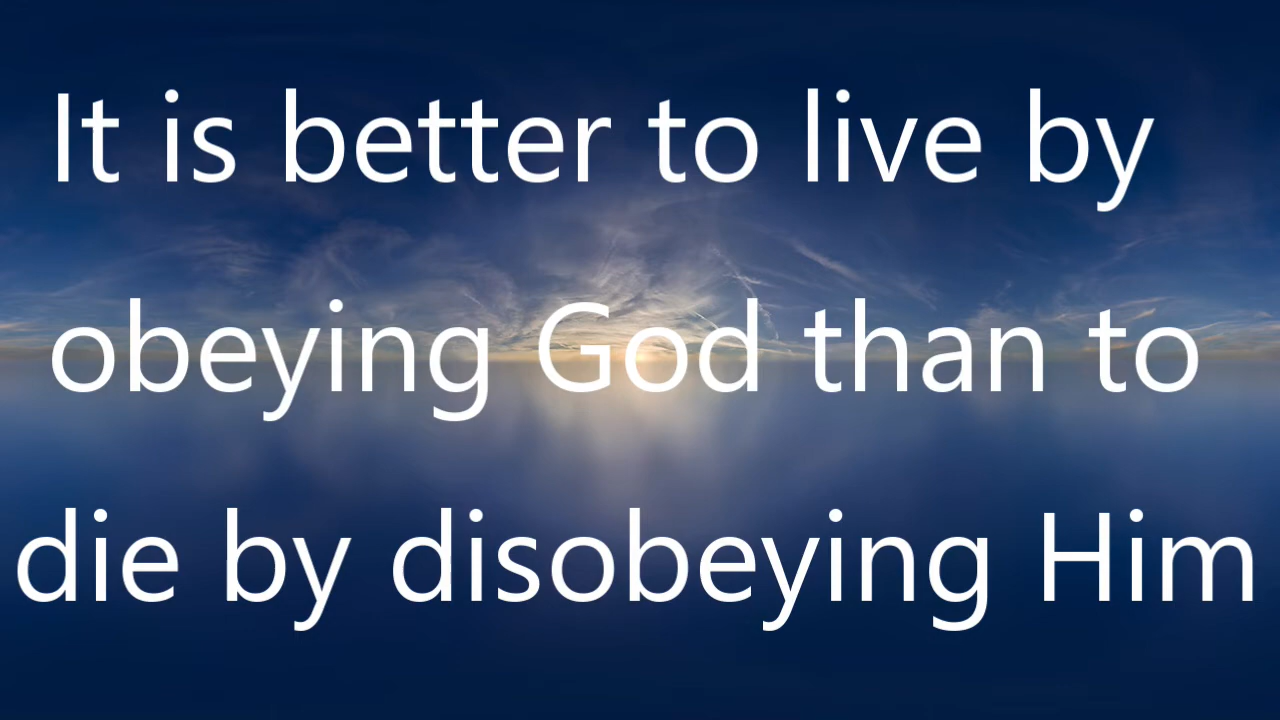 It is better to live by
obeying God than to
die by disobeying Him